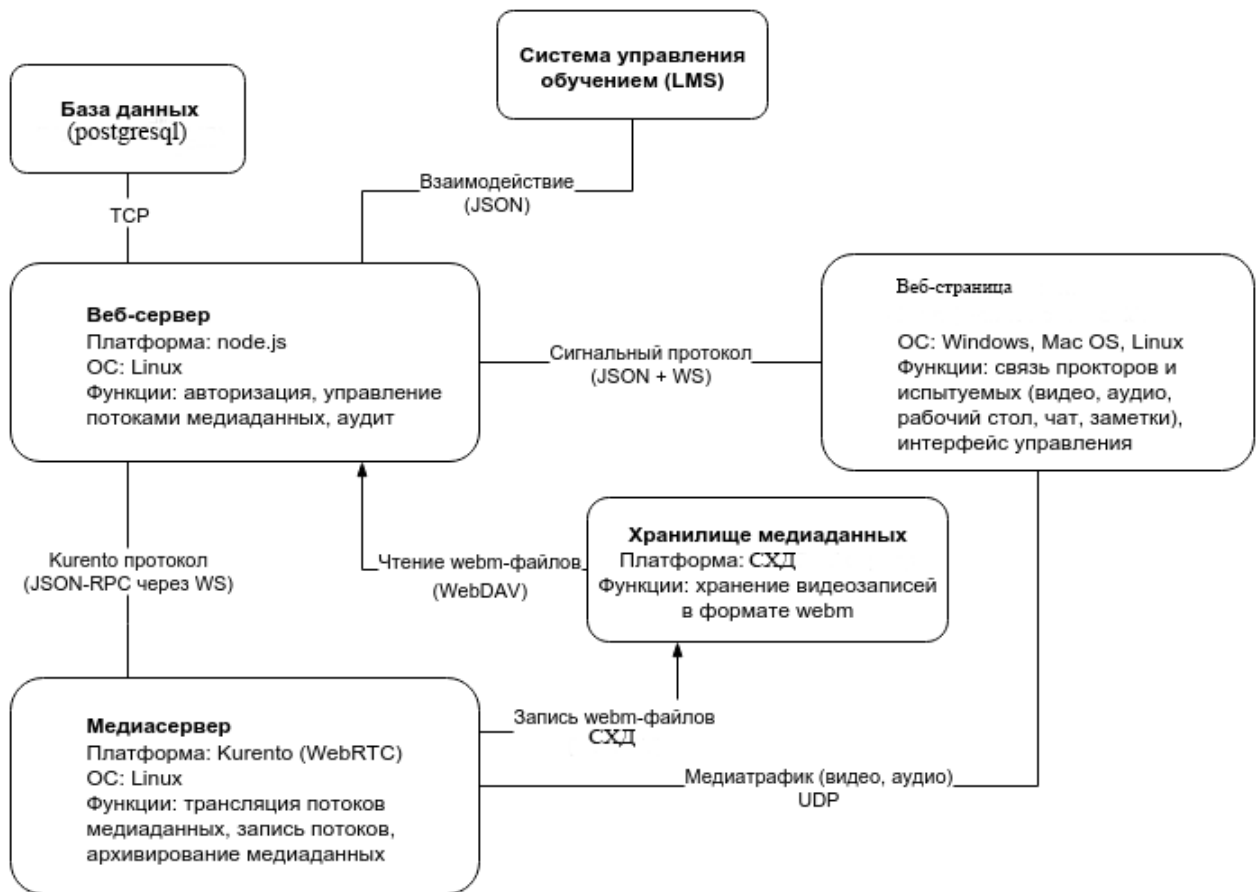 Система управления
обучением (LMS)
База данных
(postgresql)
Взаимодействие
(JSON)
TCP
Веб-сервер
Платформа: node.js
ОС: Linux
Функции: авторизация, управление
потоками медиаданных, аудит
Сигнальный протокол
(JSON + WS)
Веб-страница
ОС: Windows, Mac OS, Linux
Функции: связь прокторов и
испытуемых (видео, аудио,
рабочий стол, чат, заметки),
интерфейс управления
Kurento протокол
(JSON-RPC через WS)
Чтение webm-файлов
(WebDAV)
Хранилище медиаданных
Платформа: СХД
Функции: хранение видеозаписей
в формате webm
Медиасервер
Платформа: Kurento (WebRTC)
ОС: Linux
Функции: трансляция потоков
медиаданных, запись потоков,
архивирование медиаданных
Запись webm-файлов
СХД
Медиатрафик (видео, аудио)
UDP